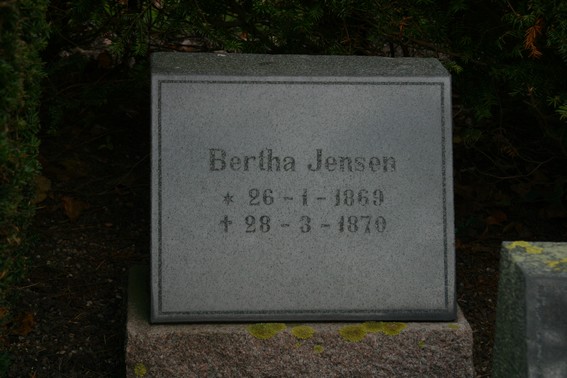 Bertha Jensen
* 26 - 1 - 1869
† 28 - 3 - 1870